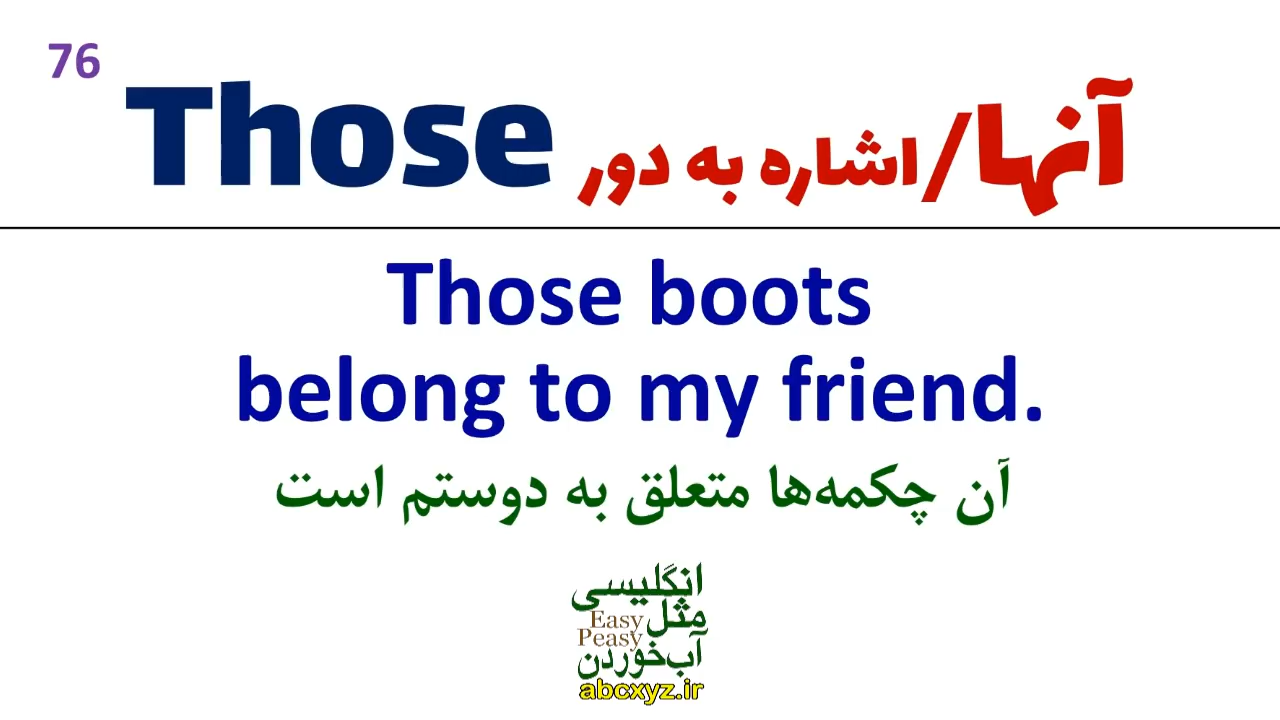 76
Those آنها/اشاره به دور
Those boots
belong to my friend.
آن چکمه‌ها متعلق به دوستم است
انگلیسی
مثل Easy
Peasy
آب‌خوردن
abcxyz.ir